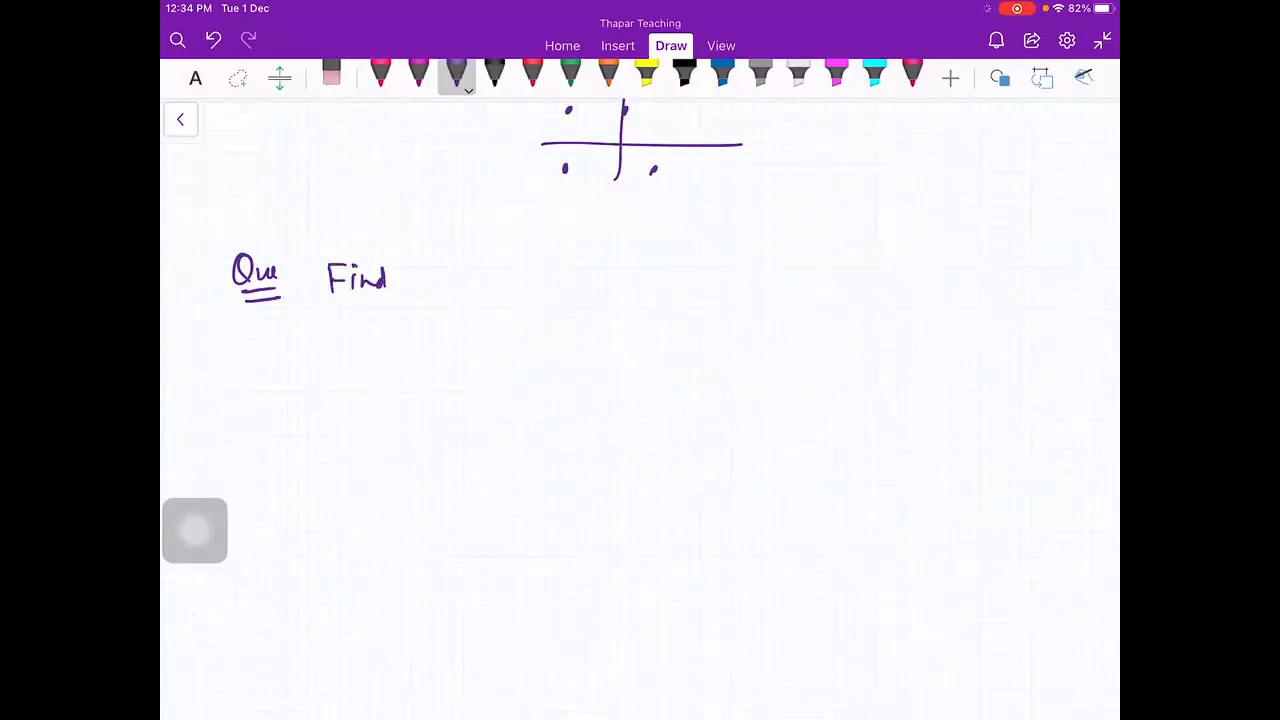 12:34 PM Tue 1 Dec
82%
Thapar Teaching
Home Insert Draw View
A
Que Find